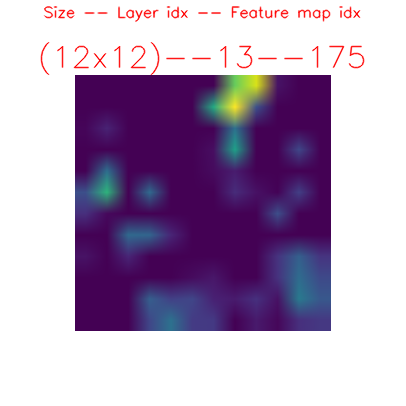 Size -- Layer idx -- Feature map idx
(12x12)--13--175